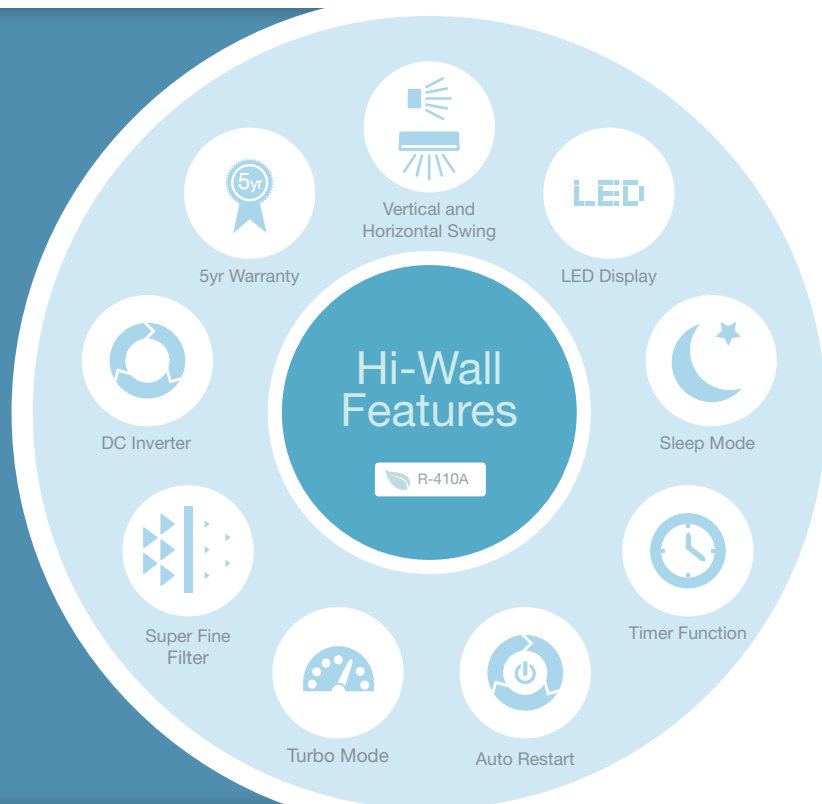 Hi-Wall
Features
R-410A
Vertical and
Horizontal Swing
LED
LED Display
Sleep Mode
Timer Function
Auto Restart
Turbo Mode
Super Fine
Filter
DC Inverter
5yr
5yr Warranty